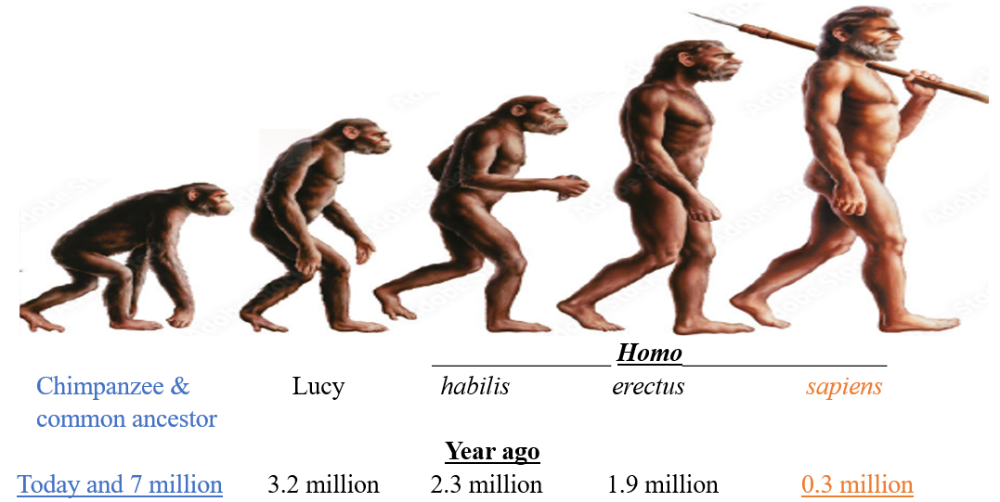 Homo
Chimpanzee & Lucy habilis erectus sapiens
common ancestor
Year ago
Today and 7 million 3.2 million 2.3 million 1.9 million 0.3 million